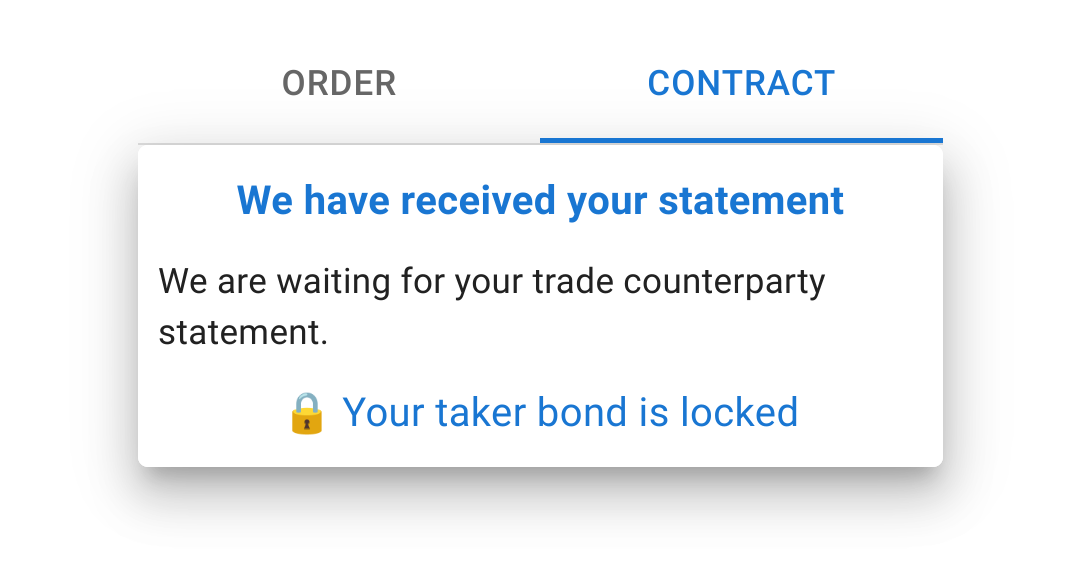 ORDER CONTRACT
We have received your statement
We are waiting for your trade counterparty
statement.
🔒 Your taker bond is locked